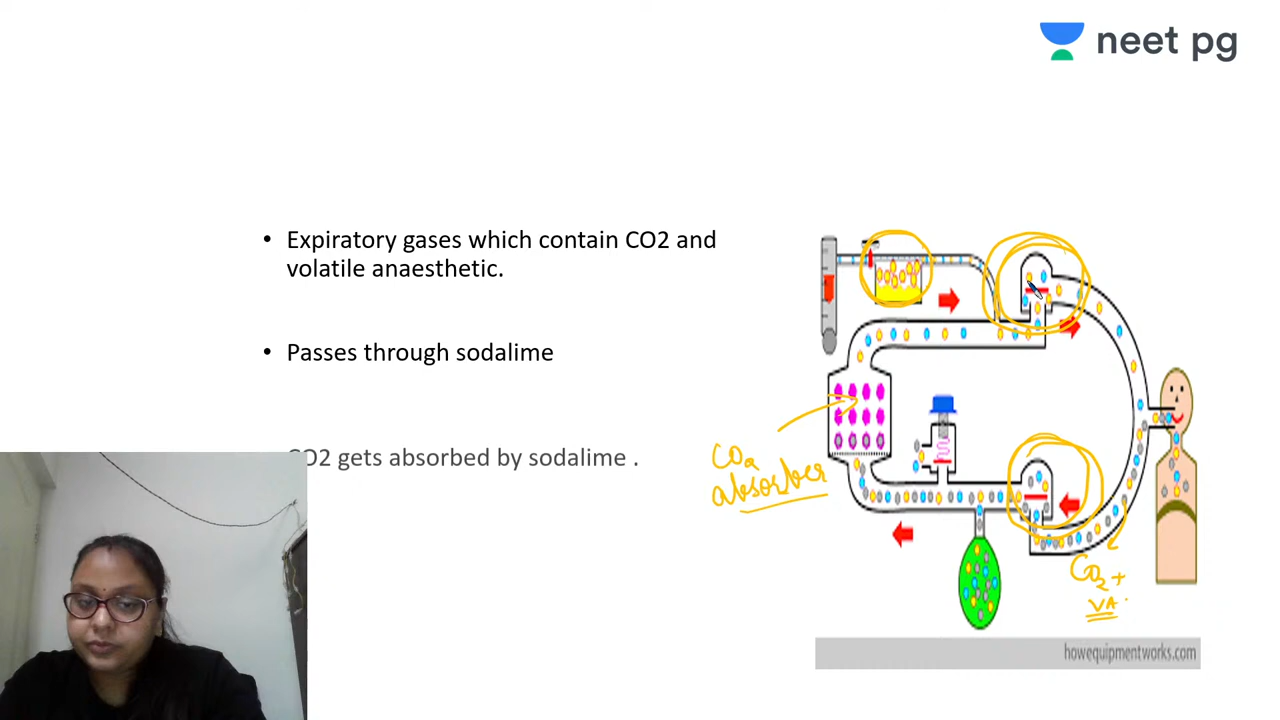 neet pg
• Expiratory gases which contain CO2 and
volatile anaesthetic.
• Passes through sodalime
CO2 gets absorbed by sodalime .
CO2
absorber
CO2 +
VA
howequipmentworks.com